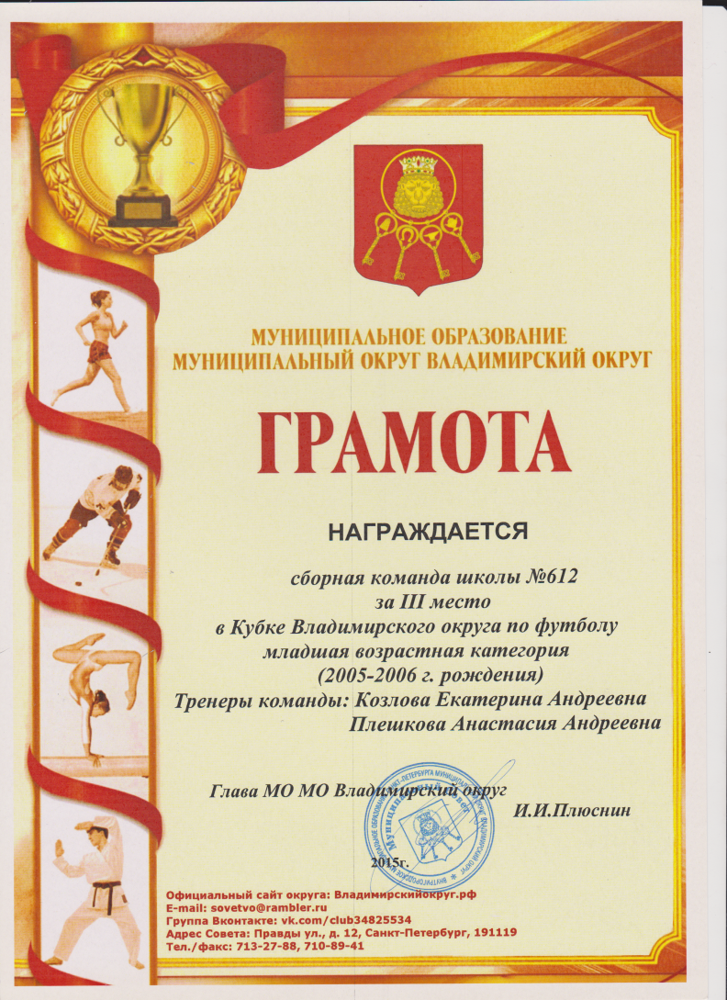 МУНИЦИПАЛЬНОЕ ОБРАЗОВАНИЕ
МУНИЦИПАЛЬНЫЙ ОКРУГ ВЛАДИМИРСКИЙ ОКРУГ
ГРАМОТА
НАГРАЖДАЕТСЯ
сборная команда школы №612
за III место
в Кубке Владимирского округа по футболу
младшая возрастная категория
(2005-2006 г. рождения)
Тренеры команды: Козлова Екатерина Андреевна
Плешкова Анастасия Андреевна
Глава МО МО Владимирский округ
И.И.Плюснин
Муниципальный Совет
2015г.
Официальный сайт округа: Владимирскийокруг.рф
E-mail: sovetvo@rambler.ru
Группа Вконтакте: vk.com/club34825534
Адрес Совета: Правды ул., д. 12, Санкт-Петербург, 191119
Тел./факс: 713-27-88, 710-89-41